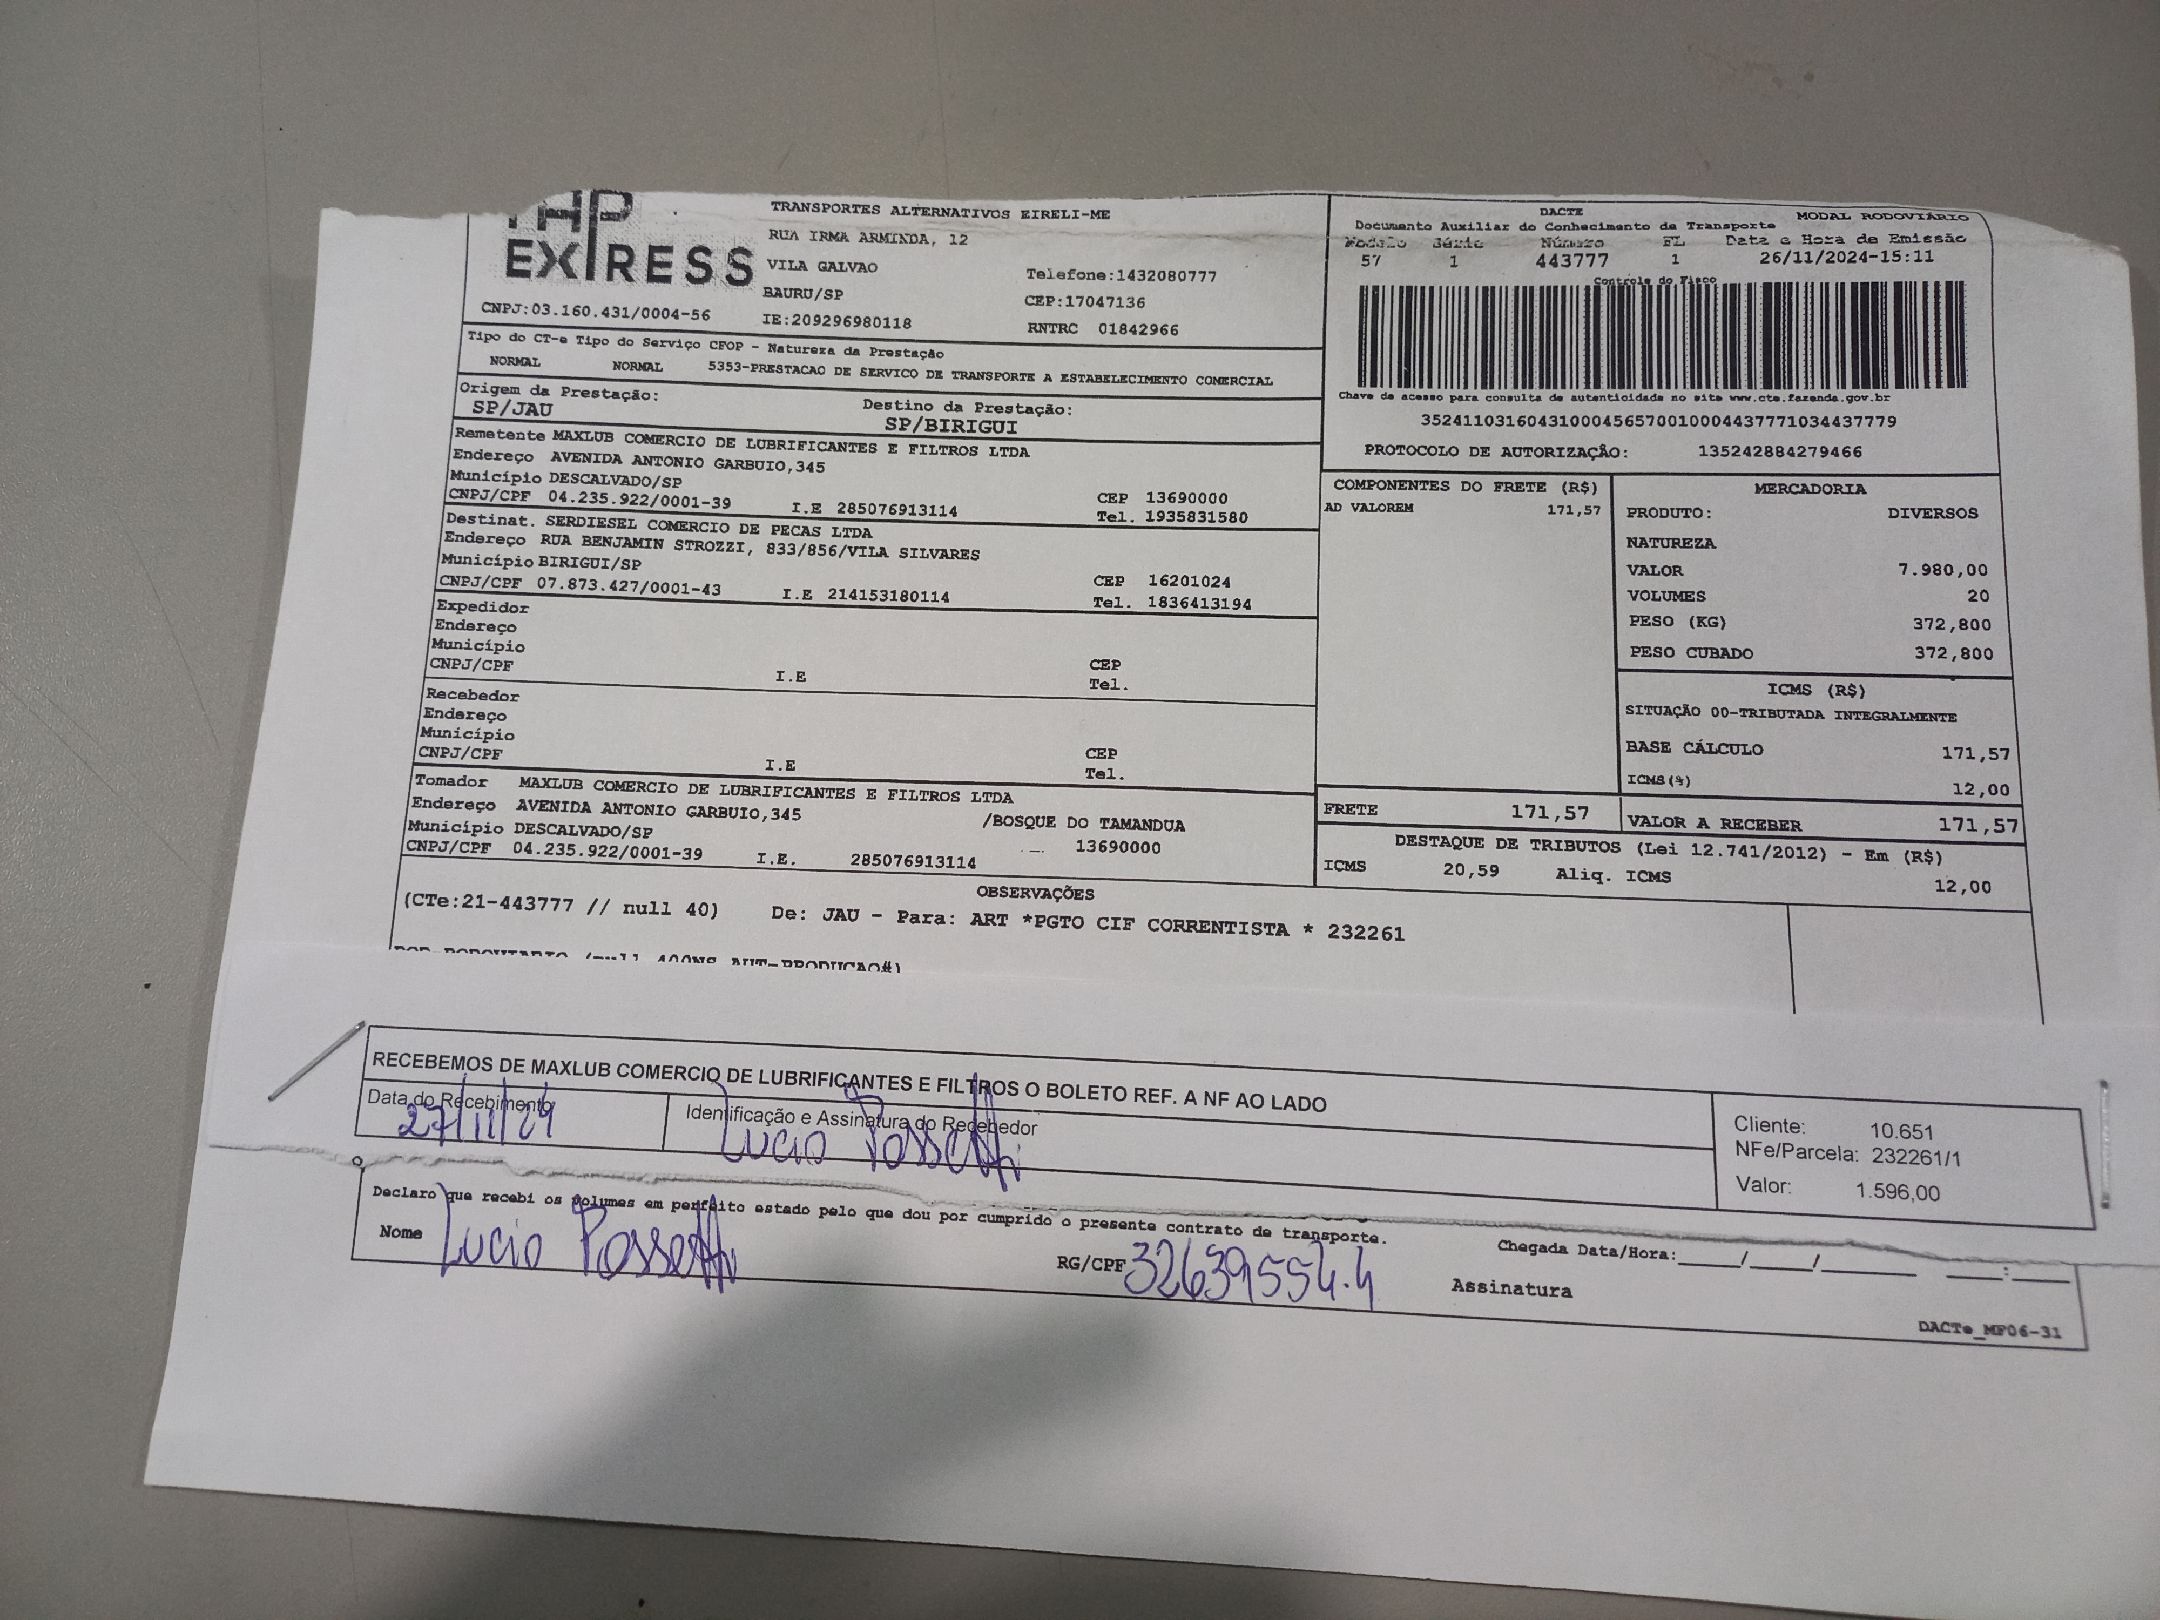 THP
EXPRESS
TRANSPORTES ALTERNATIVOS EIRELI-ME
RUA IRMA ARMINDA, 12
VILA GALVAO
Telefone:1432080777
BAURU/SP
CEP:17047136
CNPJ:03.160.431/0004-56
IE:209296980118
RNTRC 01842966
DACTE
MODAL RODOVIÁRIO
Documento Auxiliar do Conhecimento de Transporte
Modelo Série Número FL Data e Hora de Emissão
57 1 443777 1 26/11/2024-15:11
Controle do Fisco
Chave de acesso para consulta de autenticidade no site www.cte.fazenda.gov.br
35241103160431000456570010004437771034437779
PROTOCOLO DE AUTORIZAÇÃO: 135242884279466
Tipo do CT-e Tipo do Serviço CFOP - Natureza da Prestação
NORMAL NORMAL 5353-PRESTACAO DE SERVICO DE TRANSPORTE A ESTABELECIMENTO COMERCIAL
Origem da Prestação:
SP/JAU
Destino da Prestação:
SP/BIRIGUI
Remetente MAXLUB COMERCIO DE LUBRIFICANTES E FILTROS LTDA
Endereço AVENIDA ANTONIO GARBUIO,345
Município DESCALVADO/SP
CEP 13690000
CNPJ/CPF 04.235.922/0001-39 I.E 285076913114 Tel. 1935831580
Destinat. SERDIESEL COMERCIO DE PECAS LTDA
Endereço RUA BENJAMIN STROZZI, 833/856/VILA SILVARES
Município BIRIGUI/SP
CEP 16201024
CNPJ/CPF 07.873.427/0001-43 I.E 214153180114 Tel. 1836413194
Expedidor
Endereço
Município
CEP
CNPJ/CPF I.E Tel.
Recebedor
Endereço
Município
CEP
CNPJ/CPF I.E Tel.
Tomador MAXLUB COMERCIO DE LUBRIFICANTES E FILTROS LTDA
Endereço AVENIDA ANTONIO GARBUIO,345 /BOSQUE DO TAMANDUA
Município DESCALVADO/SP 13690000
CNPJ/CPF 04.235.922/0001-39 I.E. 285076913114
COMPONENTES DO FRETE (R$)
AD VALOREM 171,57
MERCADORIA
PRODUTO: DIVERSOS
NATUREZA
VALOR 7.980,00
VOLUMES 20
PESO (KG) 372,800
PESO CUBADO 372,800
ICMS (R$)
SITUAÇÃO 00-TRIBUTADA INTEGRALMENTE
BASE CÁLCULO 171,57
ICMS(%) 12,00
FRETE 171,57
VALOR A RECEBER 171,57
DESTAQUE DE TRIBUTOS (Lei 12.741/2012) - Em (R$)
ICMS 20,59 Aliq. ICMS 12,00
OBSERVAÇÕES
(CTe:21-443777 // null 40) De: JAU - Para: ART *PGTO CIF CORRENTISTA * 232261
RECEBEMOS DE MAXLUB COMERCIO DE LUBRIFICANTES E FILTROS O BOLETO REF. A NF AO LADO
Data do Recebimento
27/11/24
Identificação e Assinatura do Recebedor
Lucio Possetti
Cliente: 10.651
NFe/Parcela: 232261/1
Valor: 1.596,00
Declaro que recebi os volumes em perfeito estado pelo que dou por cumprido o presente contrato de transporte.
Nome Lucio Possetti
RG/CPF 32639554.4
Chegada Data/Hora:____/____/______ ___:___
Assinatura
DACTe_MF06-31